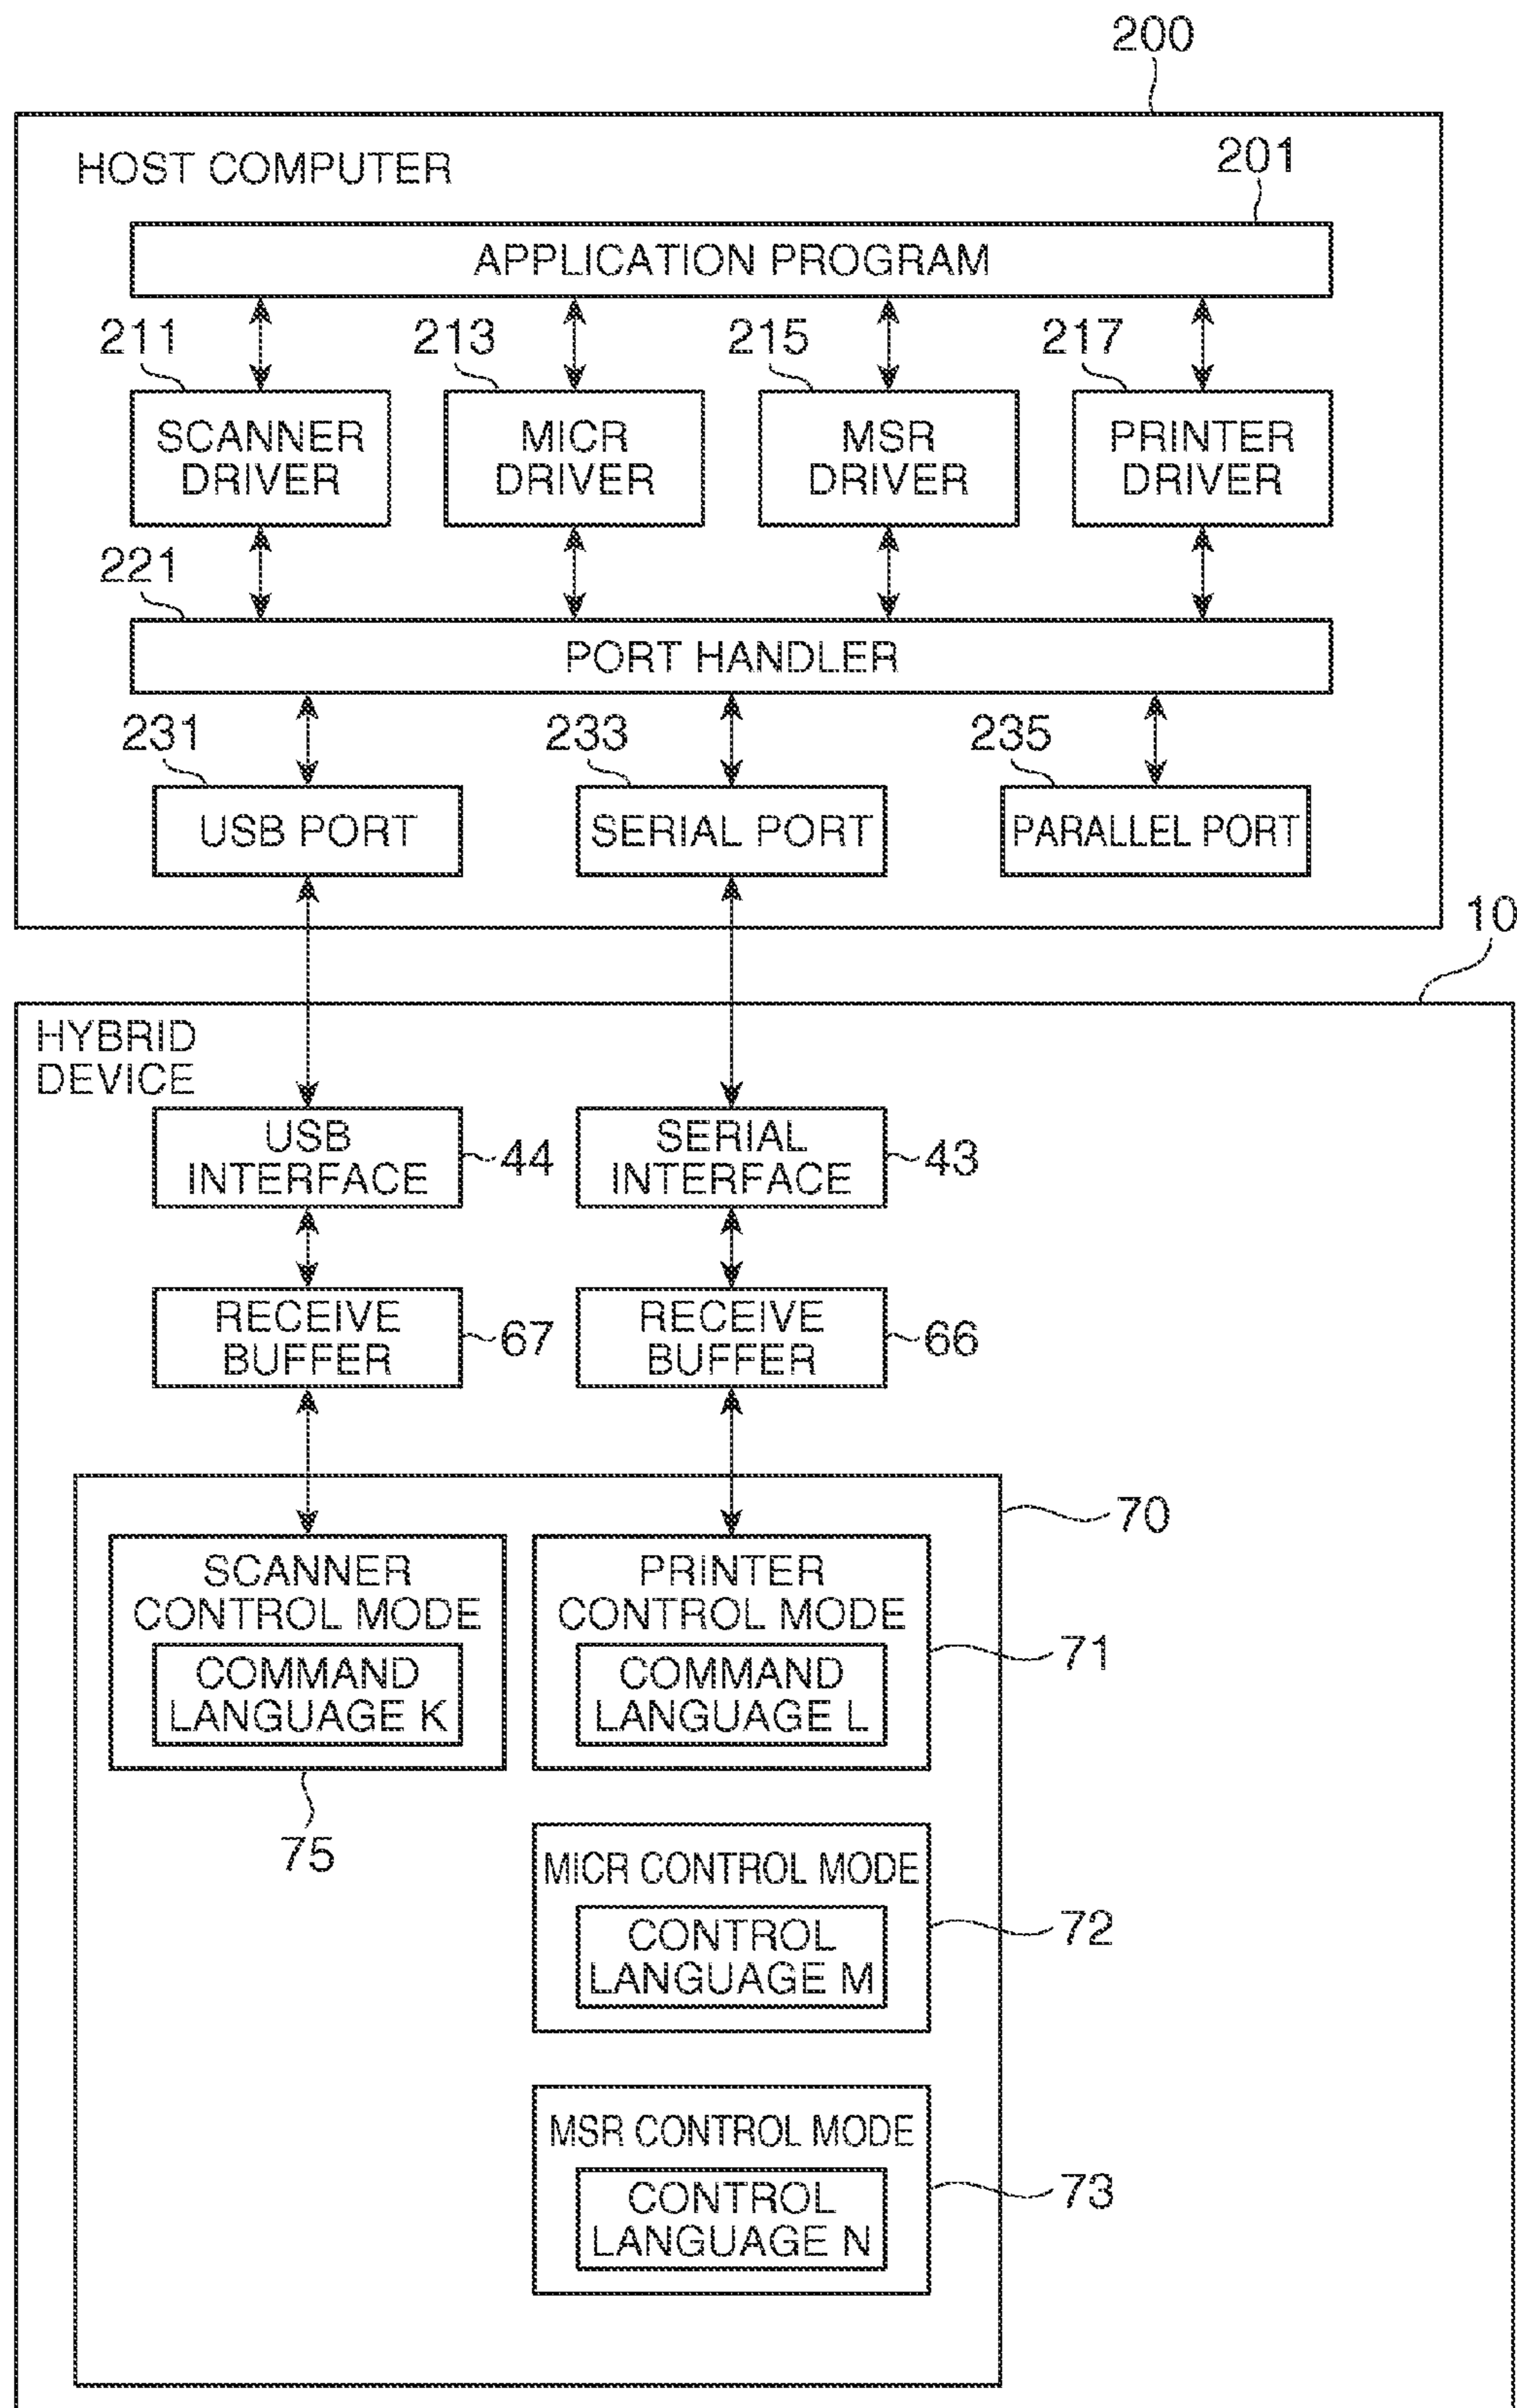 200
HOST COMPUTER
201
APPLICATION PROGRAM
211
213
215
217
SCANNER
DRIVER
MICR
DRIVER
MSR
DRIVER
PRINTER
DRIVER
221
PORT HANDLER
231
233
235
USB PORT
SERIAL PORT
PARALLEL PORT
10
HYBRID
DEVICE
USB
INTERFACE
44
SERIAL
INTERFACE
43
RECEIVE
BUFFER
67
RECEIVE
BUFFER
66
70
SCANNER
CONTROL MODE
COMMAND
LANGUAGE K
75
PRINTER
CONTROL MODE
COMMAND
LANGUAGE L
71
MICR CONTROL MODE
CONTROL
LANGUAGE M
72
MSR CONTROL MODE
CONTROL
LANGUAGE N
73